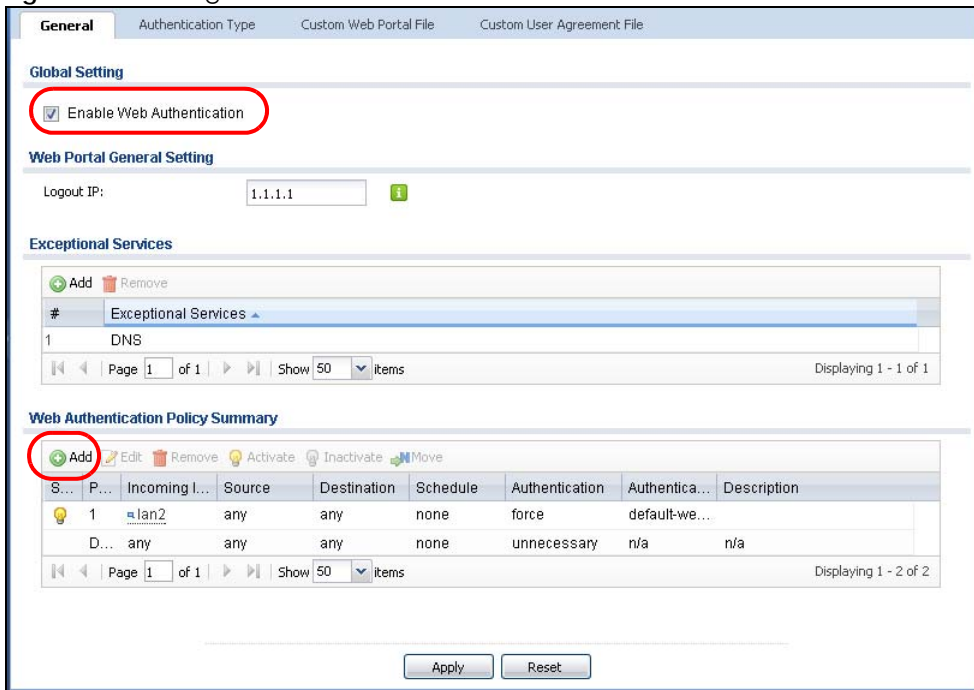 General Authentication Type Custom Web Portal File Custom User Agreement File
Global Setting
Enable Web Authentication
Web Portal General Setting
Logout IP: 1.1.1.1
Exceptional Services
Add Remove
# Exceptional Services
1 DNS
Page 1 of 1 Show 50 items Displaying 1 - 1 of 1
Web Authentication Policy Summary
Add Edit Remove Activate Inactivate Move
S... P... Incoming I... Source Destination Schedule Authentication Authentica... Description
1 lan2 any any none force default-we...
D... any any any none unnecessary n/a n/a
Page 1 of 1 Show 50 items Displaying 1 - 2 of 2
Apply Reset